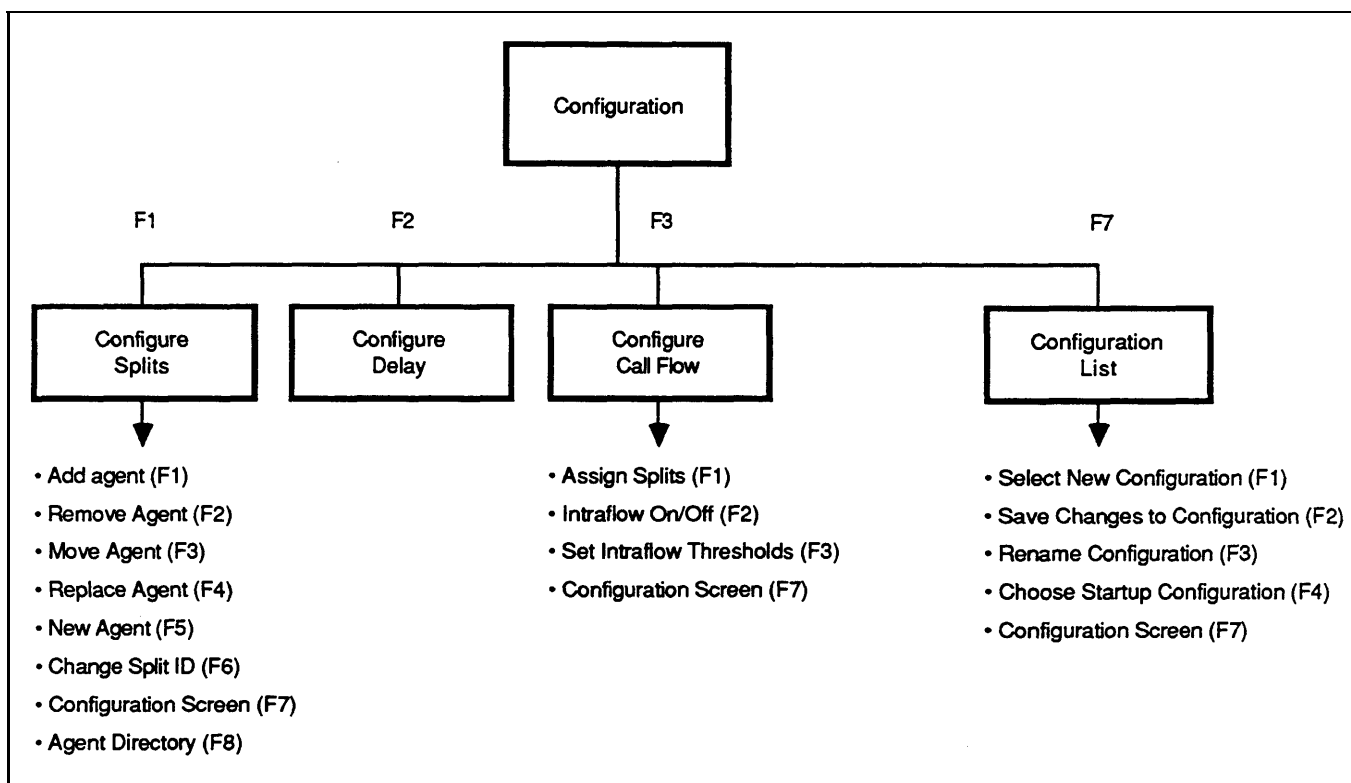 Configuration
F1
F2
F3
F7
Configure
Splits
Configure
Delay
Configure
Call Flow
Configuration
List
• Add agent (F1)
• Remove Agent (F2)
• Move Agent (F3)
• Replace Agent (F4)
• New Agent (F5)
• Change Split ID (F6)
• Configuration Screen (F7)
• Agent Directory (F8)
• Assign Splits (F1)
• Intraflow On/Off (F2)
• Set Intraflow Thresholds (F3)
• Configuration Screen (F7)
• Select New Configuration (F1)
• Save Changes to Configuration (F2)
• Rename Configuration (F3)
• Choose Startup Configuration (F4)
• Configuration Screen (F7)